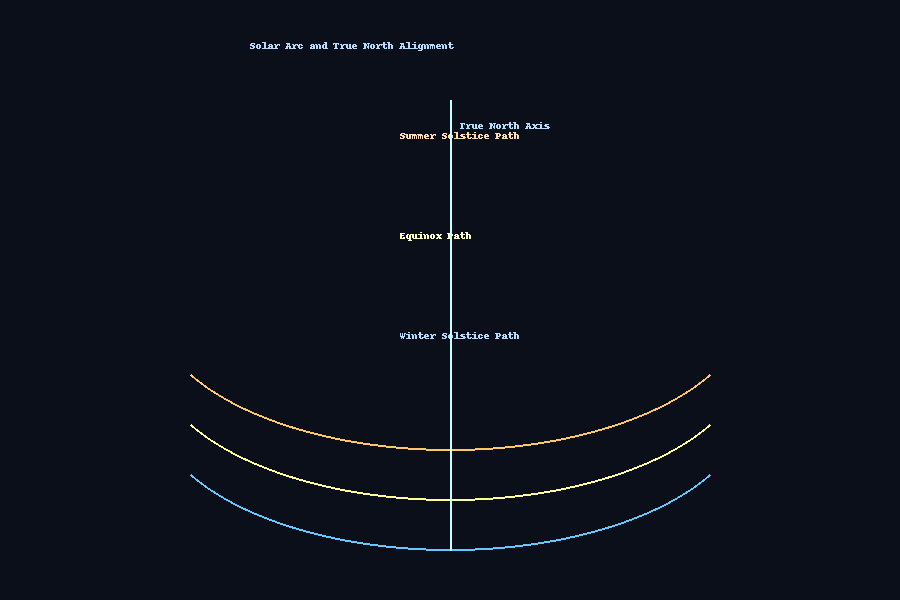 Solar Arc and True North Alignment
True North Axis
Summer Solstice Path
Equinox Path
Winter Solstice Path